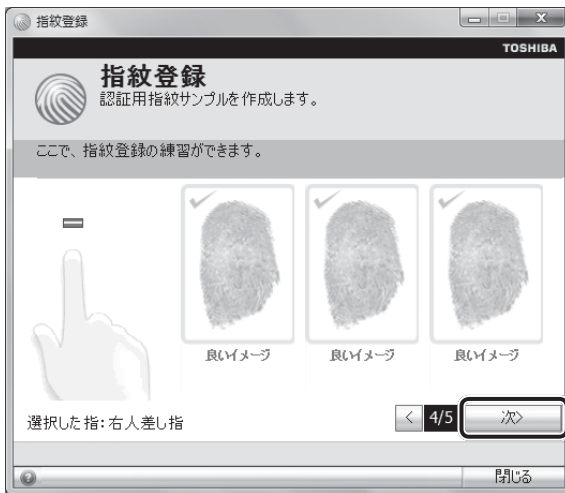 指紋登録
TOSHIBA
指紋登録
認証用指紋サンプルを作成します。
ここで、指紋登録の練習ができます。
良いイメージ
良いイメージ
良いイメージ
選択した指:右人差し指
< 4/5 次>
閉じる